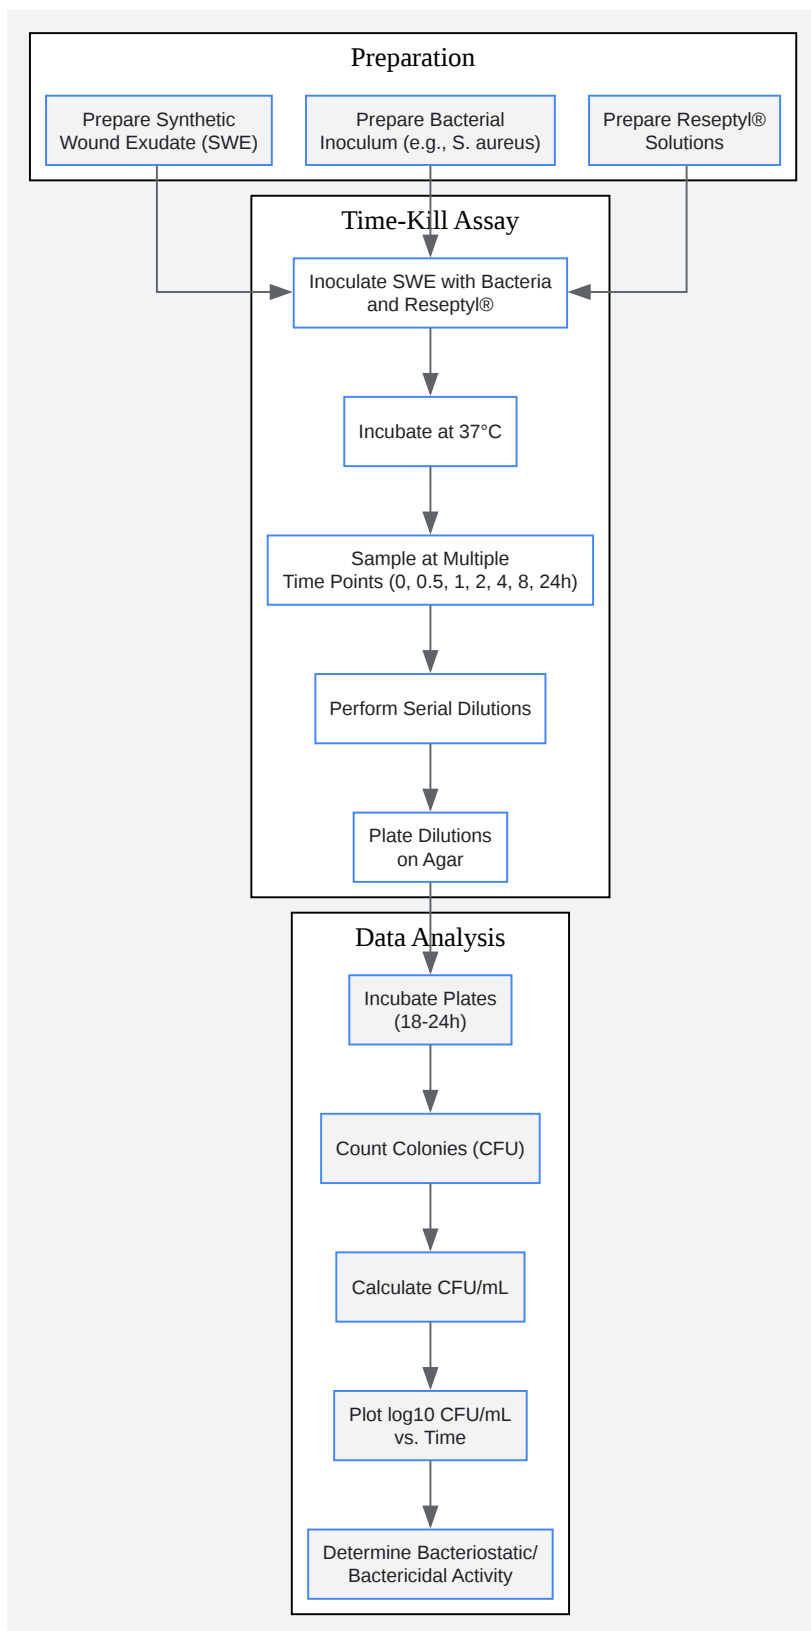 Preparation
Prepare Synthetic
Wound Exudate (SWE)
Prepare Bacterial
Inoculum (e.g., S. aureus)
Prepare Reseptyl®
Solutions
Time-Kill Assay
Inoculate SWE with Bacteria
and Reseptyl®
Incubate at 37°C
Sample at Multiple
Time Points (0, 0.5, 1, 2, 4, 8, 24h)
Perform Serial Dilutions
Plate Dilutions
on Agar
Data Analysis
Incubate Plates
(18-24h)
Count Colonies (CFU)
Calculate CFU/mL
Plot log10 CFU/mL
vs. Time
Determine Bacteriostatic/
Bactericidal Activity